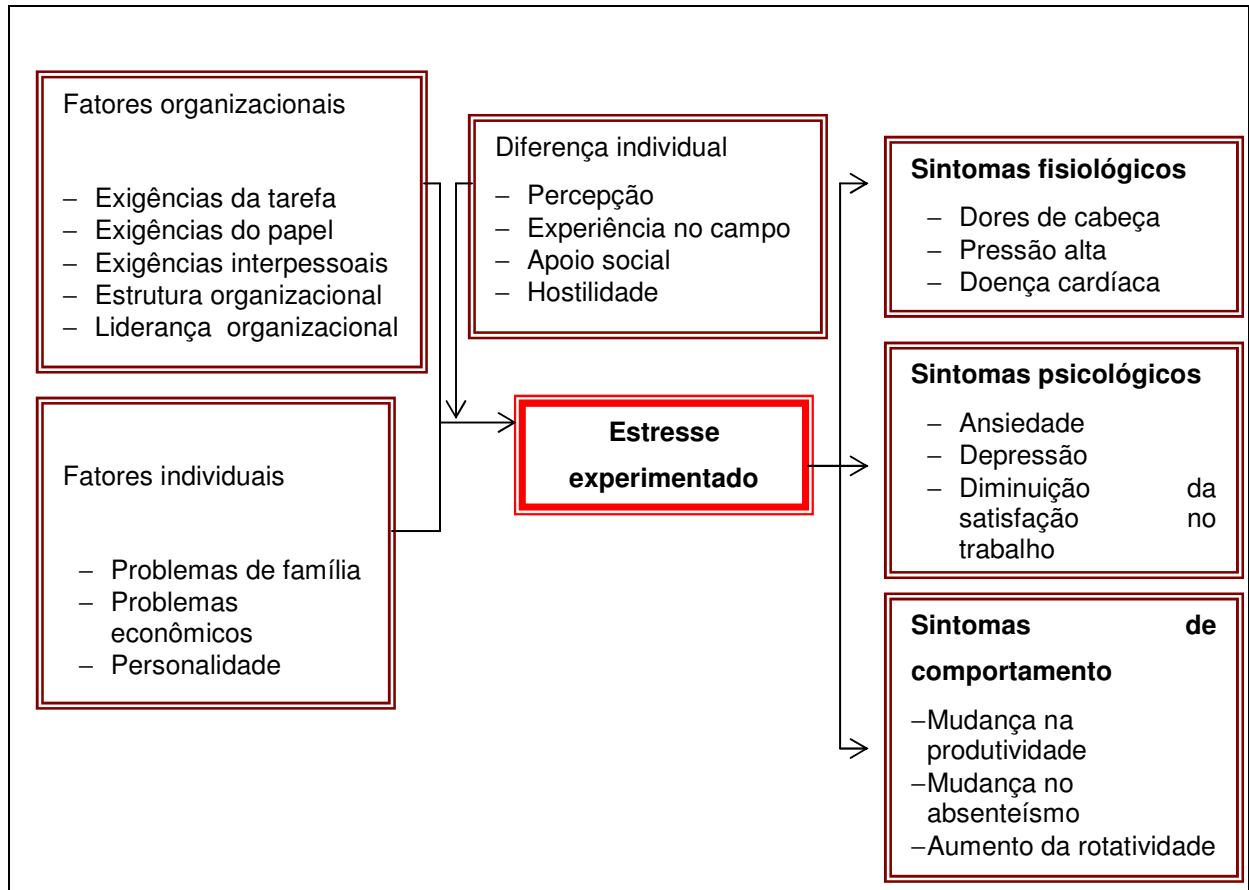 Fatores organizacionais
– Exigências da tarefa
– Exigências do papel
– Exigências interpessoais
– Estrutura organizacional
– Liderança organizacional
Fatores individuais
– Problemas de família
– Problemas
econômicos
– Personalidade
Diferença individual
– Percepção
– Experiência no campo
– Apoio social
– Hostilidade
Estresse
experimentado
Sintomas fisiológicos
– Dores de cabeça
– Pressão alta
– Doença cardíaca
Sintomas psicológicos
– Ansiedade
– Depressão
– Diminuição da
satisfação no
trabalho
Sintomas de
comportamento
–Mudança na
produtividade
–Mudança no
absenteísmo
–Aumento da rotatividade